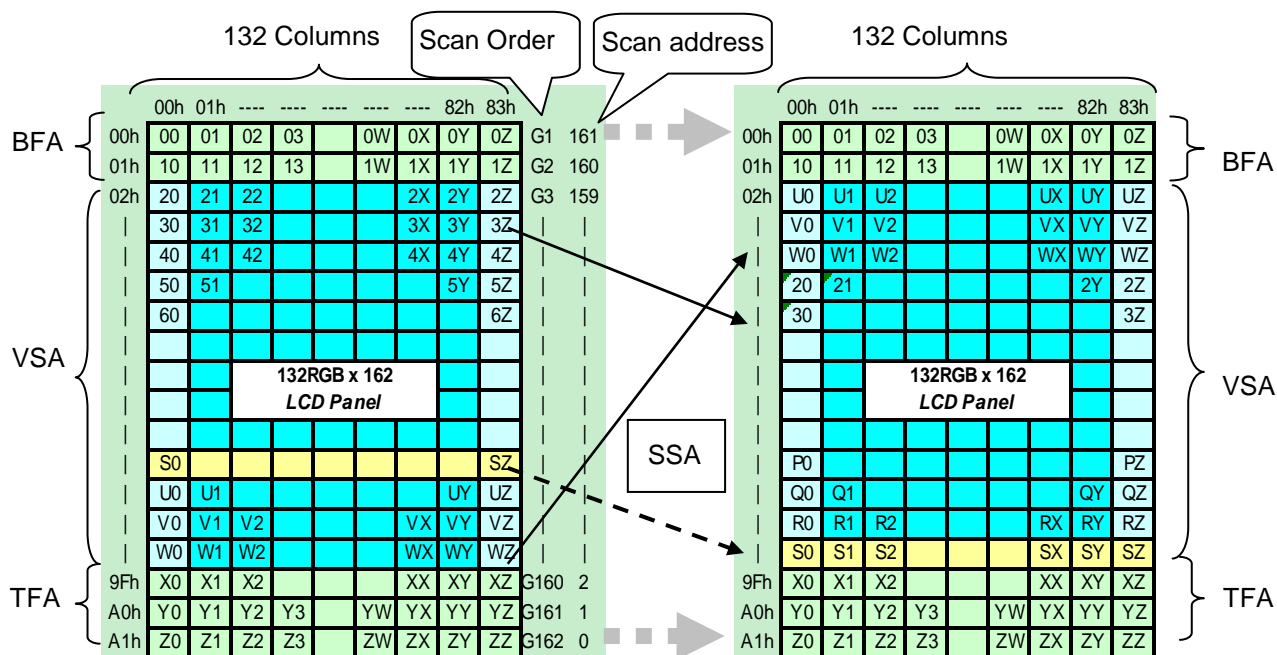 132 Columns Scan Order Scan address 132 Columns
00h 01h ---- ---- ---- ---- ---- 82h 83h 00h 01h ---- ---- ---- ---- ---- 82h 83h
BFA 00h 00 01 02 03 0W 0X 0Y 0Z G1 161 00h 00 01 02 03 0W 0X 0Y 0Z BFA
01h 10 11 12 13 1W 1X 1Y 1Z G2 160 01h 10 11 12 13 1W 1X 1Y 1Z
02h 20 21 22 2X 2Y 2Z G3 159 02h U0 U1 U2 UX UY UZ
| 30 31 32 3X 3Y 3Z | | | V0 V1 V2 VX VY VZ
| 40 41 42 4X 4Y 4Z | | | W0 W1 W2 WX WY WZ
| 50 51 5Y 5Z | | | 20 21 2Y 2Z
| 60 6Z | | | 30 3Z
VSA 132RGB x 162 132RGB x 162 VSA
LCD Panel LCD Panel
SSA
| S0 SZ | | | P0 PZ
| U0 U1 UY UZ | | | Q0 Q1 QY QZ
| V0 V1 V2 VX VY VZ | | | R0 R1 R2 RX RY RZ
| W0 W1 W2 WX WY WZ | | | S0 S1 S2 SX SY SZ
9Fh X0 X1 X2 XX XY XZ G160 2 9Fh X0 X1 X2 XX XY XZ
TFA A0h Y0 Y1 Y2 Y3 YW YX YY YZ G161 1 A0h Y0 Y1 Y2 Y3 YW YX YY YZ TFA
A1h Z0 Z1 Z2 Z3 ZW ZX ZY ZZ G162 0 A1h Z0 Z1 Z2 Z3 ZW ZX ZY ZZ